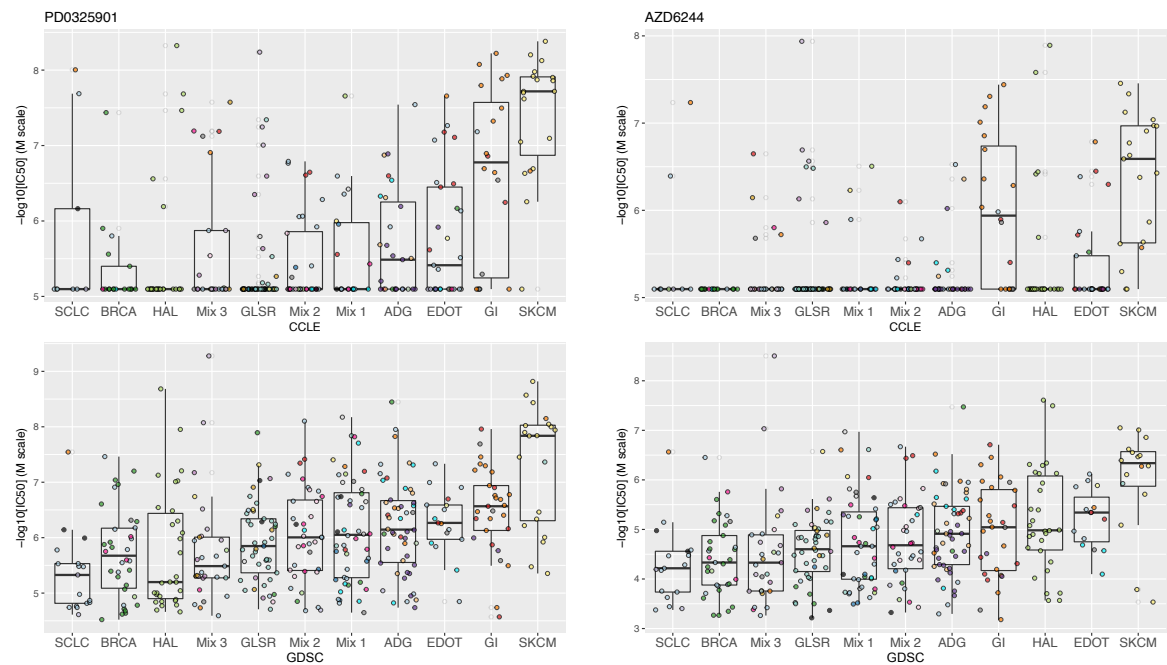 PD0325901
AZD6244
−log10[IC50] (M scale)
8
7
6
5
SCLC BRCA HAL Mix 3 GLSR Mix 2 Mix 1 ADG EDOT GI SKCM
CCLE
−log10[IC50] (M scale)
8
7
6
5
SCLC BRCA Mix 3 GLSR Mix 1 Mix 2 ADG GI HAL EDOT SKCM
CCLE
−log10[IC50] (M scale)
9
8
7
6
5
SCLC BRCA HAL Mix 3 GLSR Mix 2 Mix 1 ADG EDOT GI SKCM
GDSC
−log10[IC50] (M scale)
8
7
6
5
4
3
SCLC BRCA Mix 3 GLSR Mix 1 Mix 2 ADG GI HAL EDOT SKCM
GDSC